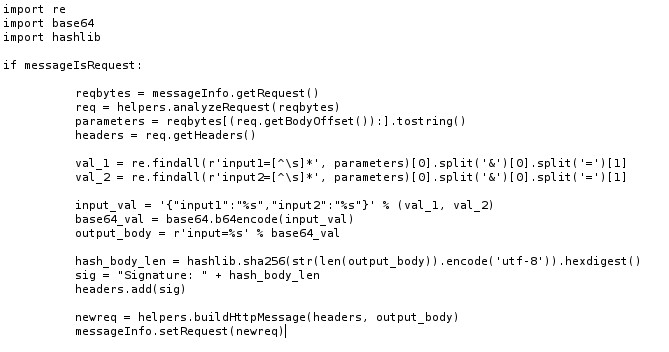 import re
import base64
import hashlib

if messageIsRequest:

          reqbytes = messageInfo.getRequest()
          req = helpers.analyzeRequest(reqbytes)
          parameters = reqbytes[(req.getBodyOffset()):].tostring()
          headers = req.getHeaders()

          val_1 = re.findall(r'input1=[^\s]*', parameters)[0].split('&')[0].split('=')[1]
          val_2 = re.findall(r'input2=[^\s]*', parameters)[0].split('&')[0].split('=')[1]

          input_val = '{"input1":"%s","input2":"%s"}' % (val_1, val_2)
          base64_val = base64.b64encode(input_val)
          output_body = r'input=%s' % base64_val

          hash_body_len = hashlib.sha256(str(len(output_body)).encode('utf-8')).hexdigest()
          sig = "Signature: " + hash_body_len
          headers.add(sig)

          newreq = helpers.buildHttpMessage(headers, output_body)
          messageInfo.setRequest(newreq)